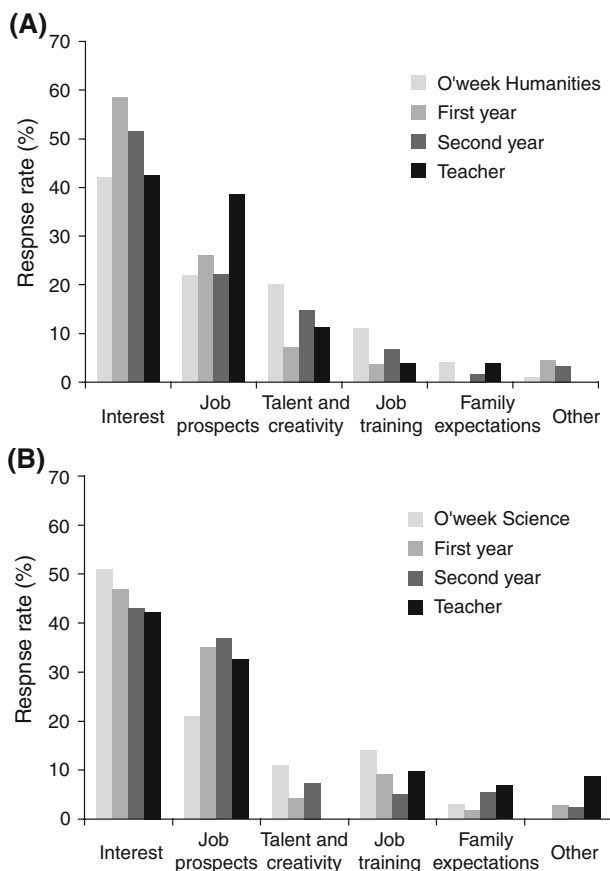 (A)
70
60
50
40
30
20
10
0
Respnse rate (%)
O'week Humanities
First year
Second year
Teacher
Interest
Job
prospects
Talent and
creativity
Job
training
Family
expectations
Other
(B)
70
60
50
40
30
20
10
0
Respnse rate (%)
O'week Science
First year
Second year
Teacher
Interest
Job
prospects
Talent and
creativity
Job
training
Family
expectations
Other